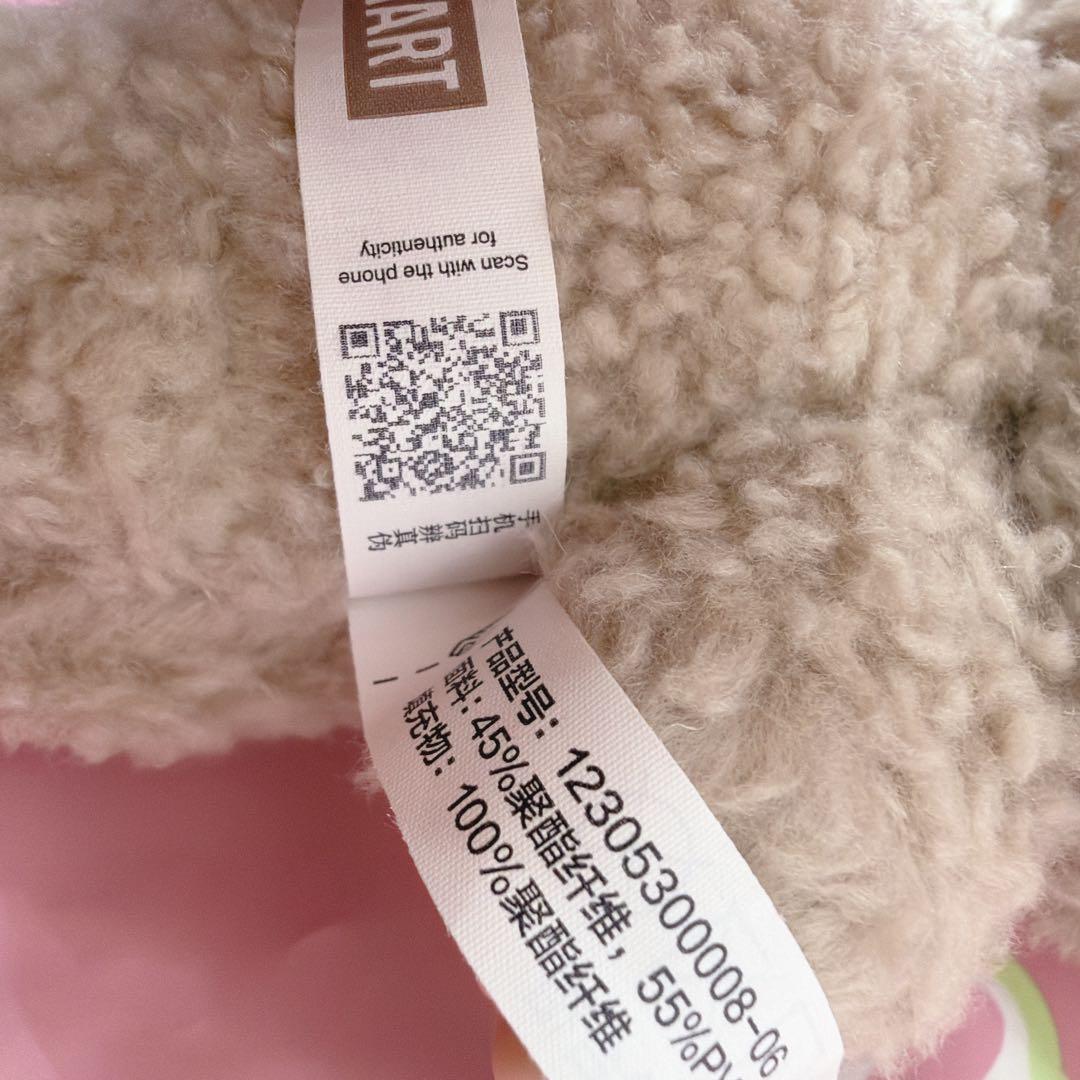 MART
Scan with the phone
for authenticity
手机扫码辨真伪
产品型号：12305300008-06
面料：45%聚酯纤维，55%PV
填充物：100%聚酯纤维